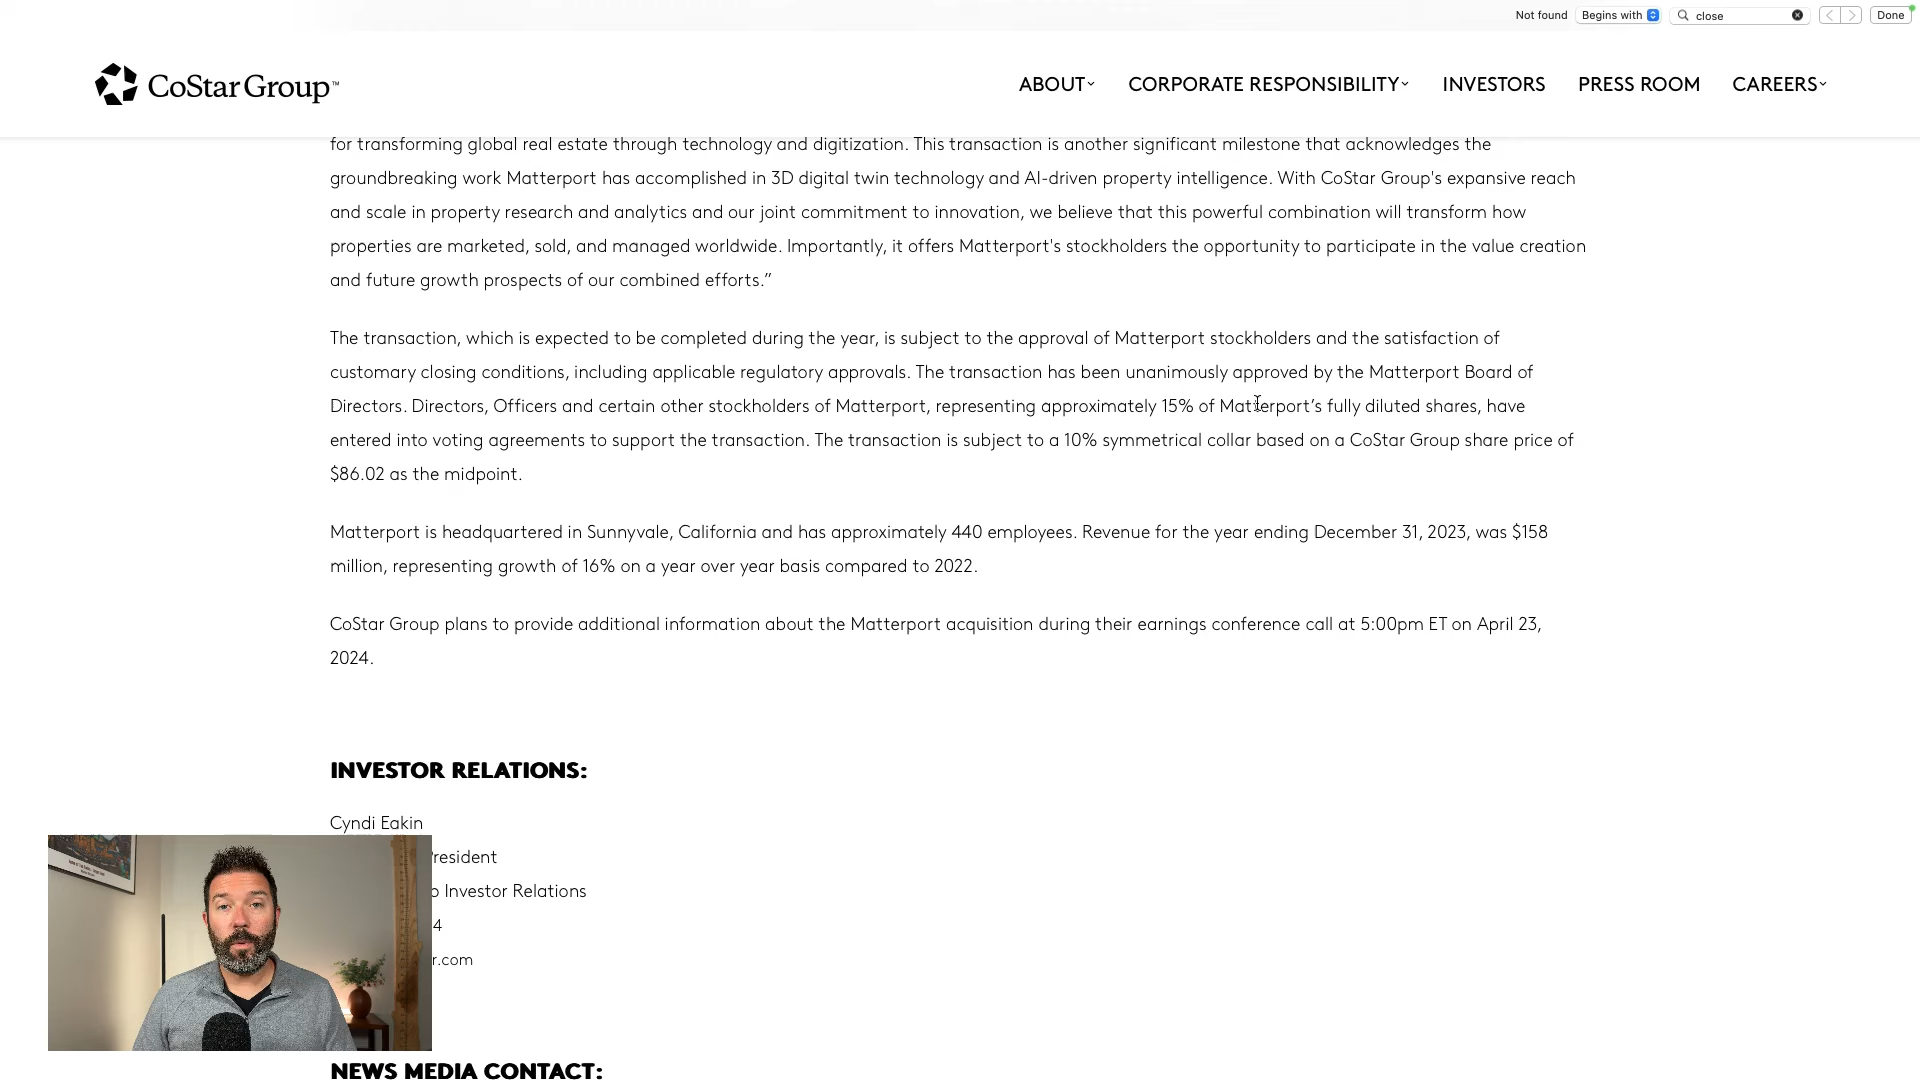 Not found Begins with close Done
CoStar Group™
ABOUT CORPORATE RESPONSIBILITY INVESTORS PRESS ROOM CAREERS
for transforming global real estate through technology and digitization. This transaction is another significant milestone that acknowledges the
groundbreaking work Matterport has accomplished in 3D digital twin technology and AI-driven property intelligence. With CoStar Group's expansive reach
and scale in property research and analytics and our joint commitment to innovation, we believe that this powerful combination will transform how
properties are marketed, sold, and managed worldwide. Importantly, it offers Matterport's stockholders the opportunity to participate in the value creation
and future growth prospects of our combined efforts.”
The transaction, which is expected to be completed during the year, is subject to the approval of Matterport stockholders and the satisfaction of
customary closing conditions, including applicable regulatory approvals. The transaction has been unanimously approved by the Matterport Board of
Directors. Directors, Officers and certain other stockholders of Matterport, representing approximately 15% of Matterport’s fully diluted shares, have
entered into voting agreements to support the transaction. The transaction is subject to a 10% symmetrical collar based on a CoStar Group share price of
$86.02 as the midpoint.
Matterport is headquartered in Sunnyvale, California and has approximately 440 employees. Revenue for the year ending December 31, 2023, was $158
million, representing growth of 16% on a year over year basis compared to 2022.
CoStar Group plans to provide additional information about the Matterport acquisition during their earnings conference call at 5:00pm ET on April 23,
2024.
INVESTOR RELATIONS:
Cyndi Eakin
President
Investor Relations
4
r.com
NEWS MEDIA CONTACT: